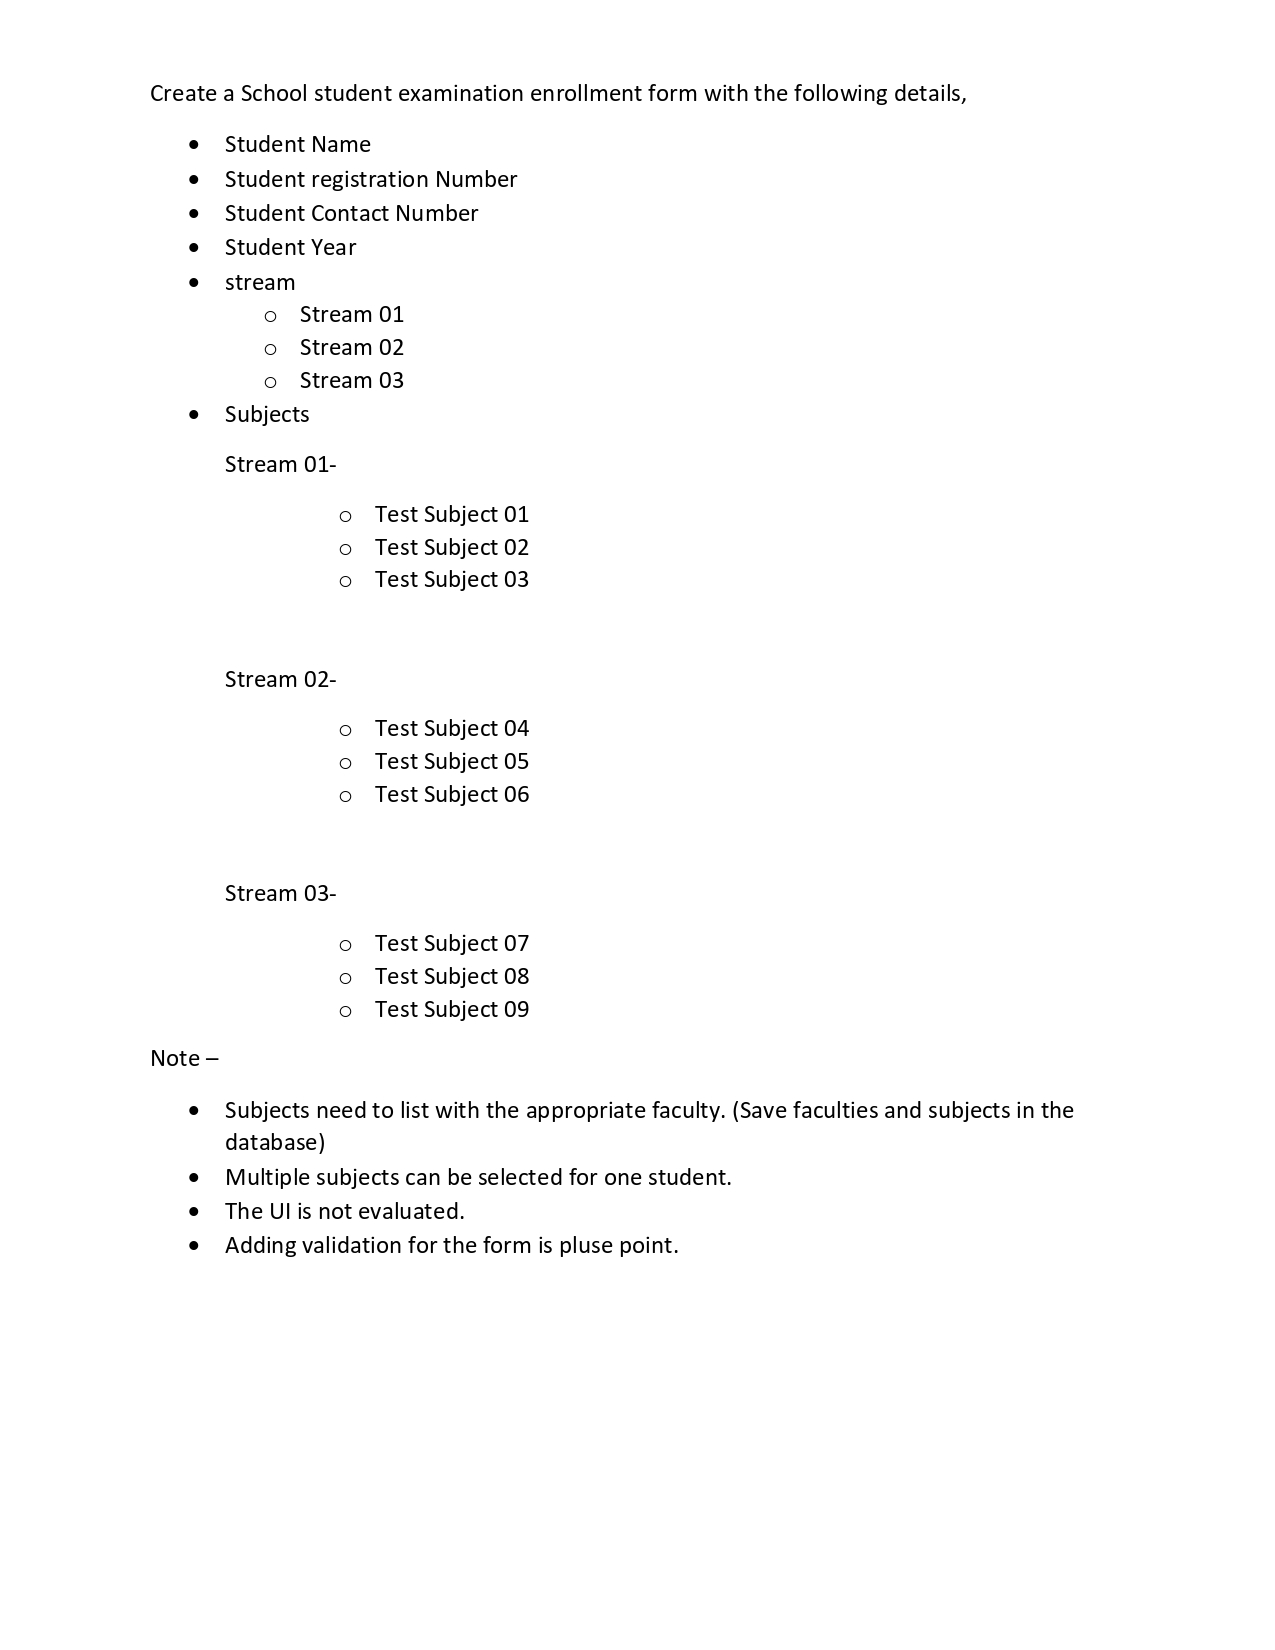 Create a School student examination enrollment form with the following details,
• Student Name
• Student registration Number
• Student Contact Number
• Student Year
• stream
o Stream 01
o Stream 02
o Stream 03
• Subjects
Stream 01-
o Test Subject 01
o Test Subject 02
o Test Subject 03
Stream 02-
o Test Subject 04
o Test Subject 05
o Test Subject 06
Stream 03-
o Test Subject 07
o Test Subject 08
o Test Subject 09
Note –
• Subjects need to list with the appropriate faculty. (Save faculties and subjects in the
database)
• Multiple subjects can be selected for one student.
• The UI is not evaluated.
• Adding validation for the form is pluse point.